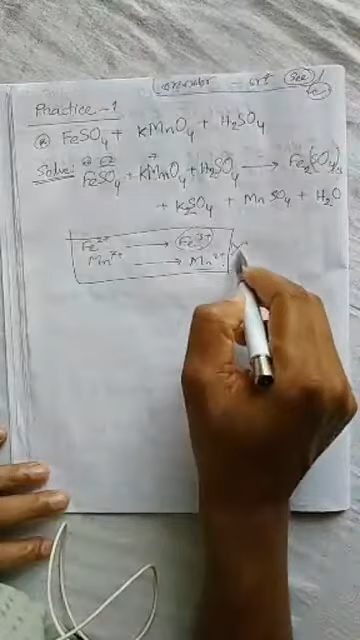 Practice-1
FeSO4 + KMnO4 + H2SO4
Solve: FeSO4 + KMnO4 + H2SO4 → Fe2(SO4)3
+ K2SO4 + MnSO4 + H2O
Fe2+ → Fe3+
Mn7+ → Mn2+